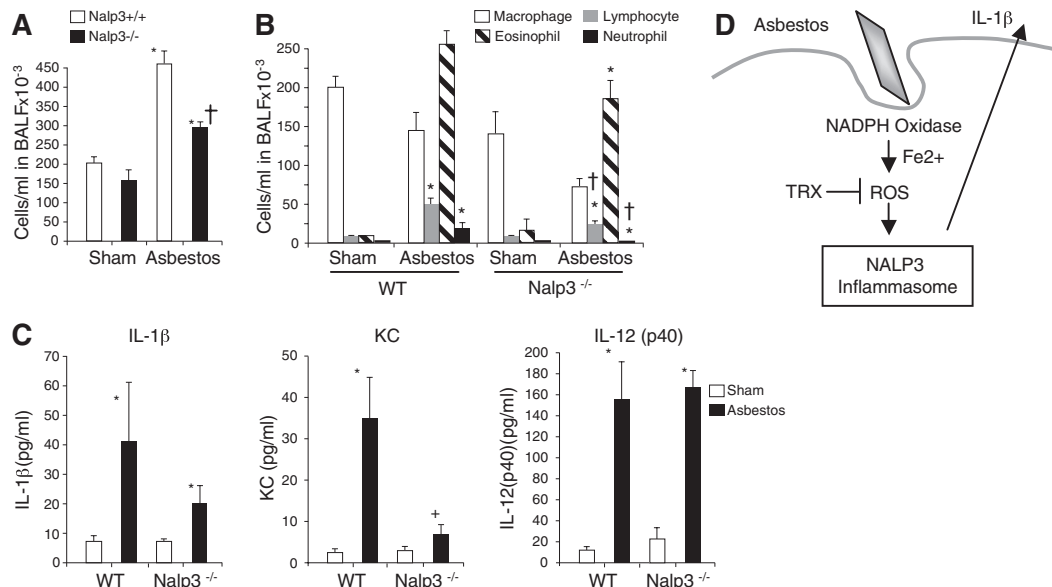 A
Nalp3+/+
Nalp3-/-
Cells/ml in BALFx10-3
450
400
350
300
250
200
150
100
50
0
*
*
†
Sham Asbestos
B
Macrophage Lymphocyte
Eosinophil Neutrophil
Cells/ml in BALFx10-3
250
200
150
100
50
0
*
*
†
*
*
†
*
Sham Asbestos Sham Asbestos
WT Nalp3 -/-
D
Asbestos
IL-1β
NADPH Oxidase
Fe2+
TRX ROS
NALP3
Inflammasome
C
IL-1β
IL-1β(pg/ml)
70
60
50
40
30
20
10
0
*
*
WT Nalp3 -/-
KC
KC (pg/ml)
50
40
30
20
10
0
*
+
WT Nalp3 -/-
IL-12 (p40)
IL-12(p40)(pg/ml)
200
180
160
140
120
100
80
60
40
20
0
*
*
Sham
Asbestos
WT Nalp3 -/-